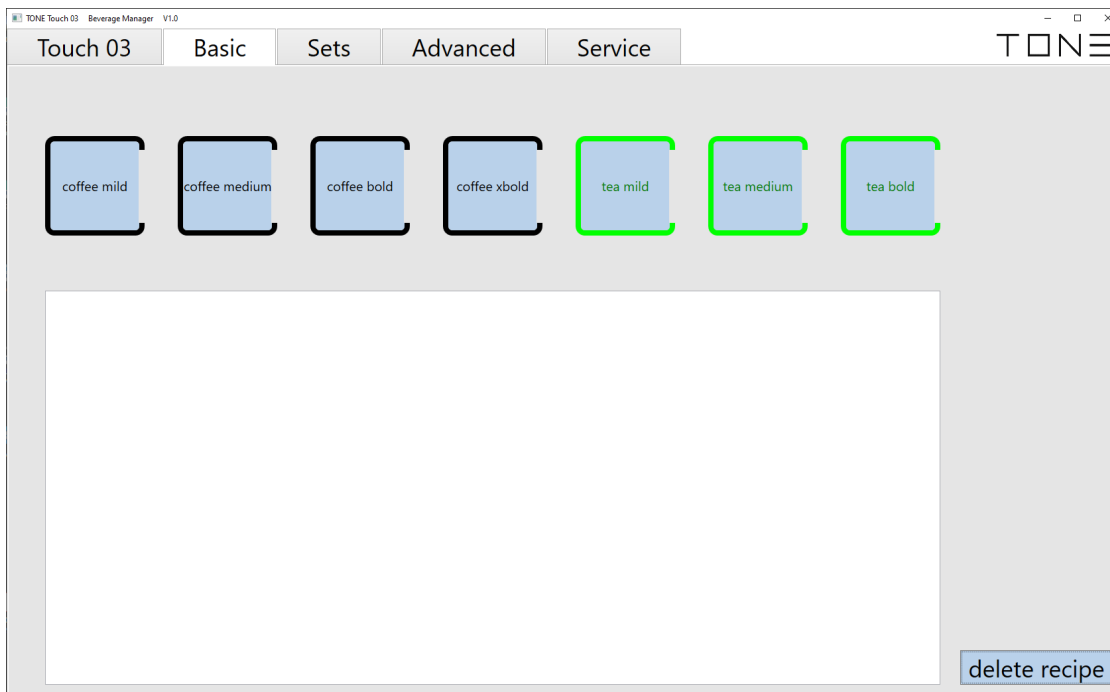 TONE Touch 03 Beverage Manager V1.0
Touch 03 Basic Sets Advanced Service TONE
coffee mild coffee medium coffee bold coffee xbold tea mild tea medium tea bold
delete recipe